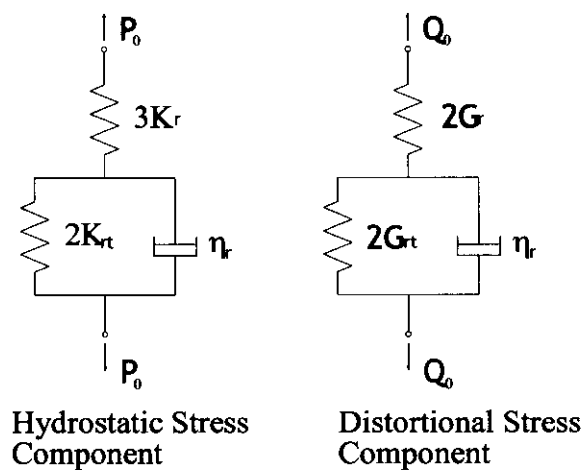 P₀ Q₀
3Kr 2Gr
2Krt ηr 2Grt ηr
P₀ Q₀
Hydrostatic Stress Distortional Stress
Component Component